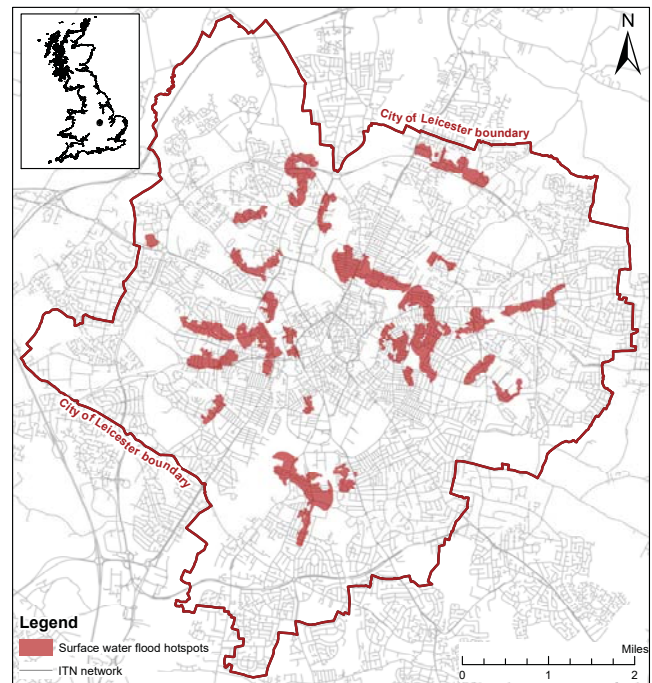 N
City of Leicester boundary
City of Leicester boundary
Legend
Surface water flood hotspots
ITN network
Miles
0 1 2